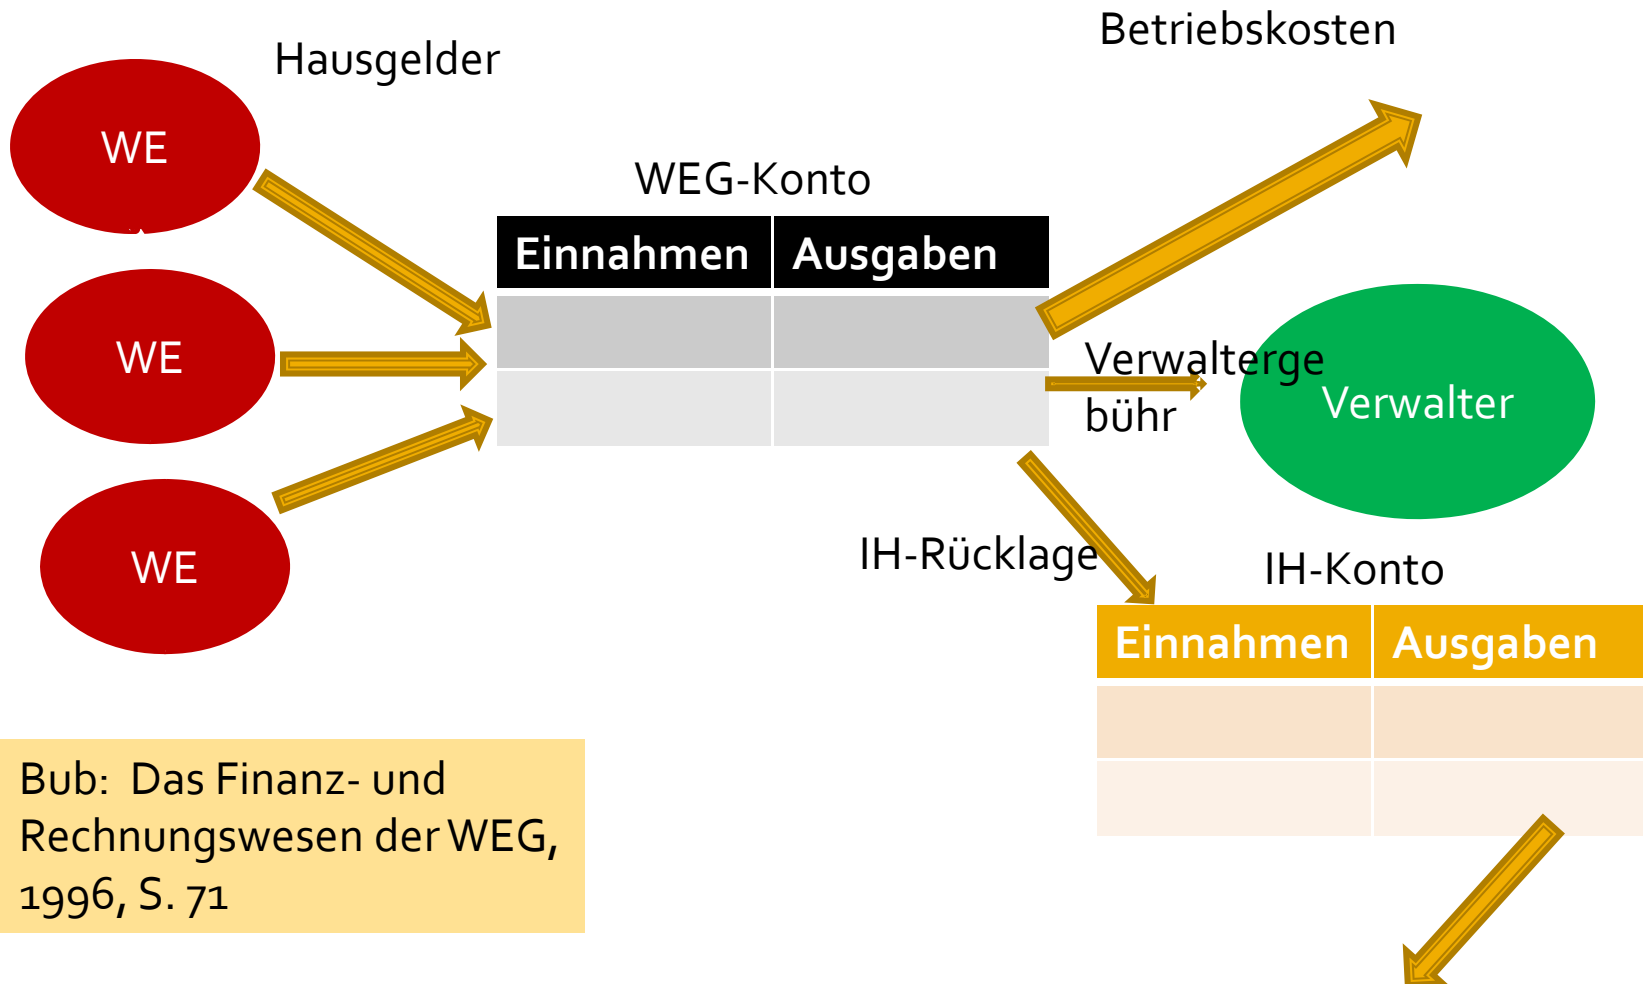 Hausgelder
Betriebskosten
WE
WEG-Konto
Einnahmen Ausgaben
WE
Verwalterge
bühr
Verwalter
WE
IH-Rücklage
IH-Konto
Einnahmen Ausgaben
Bub: Das Finanz- und
Rechnungswesen der WEG,
1996, S. 71